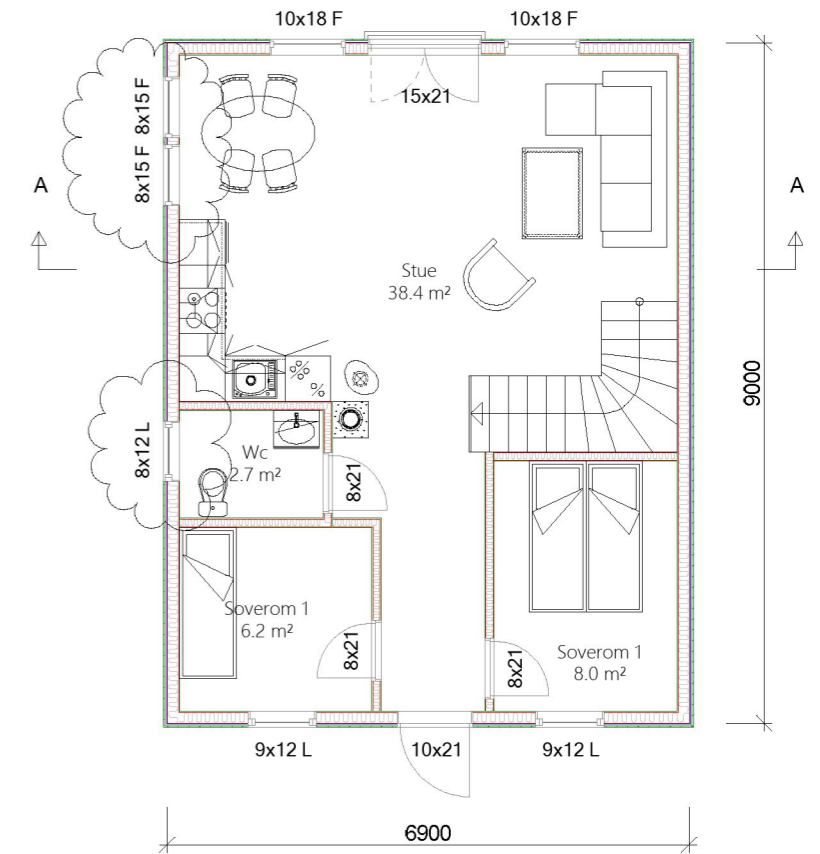 10x18 F
10x18 F
15x21
8x15 F
8x15 F
A
A
Stue
38.4 m²
9000
8x12 L
Wc
2.7 m²
8x21
Soverom 1
6.2 m²
8x21
8x21
Soverom 1
8.0 m²
9x12 L
10x21
9x12 L
6900